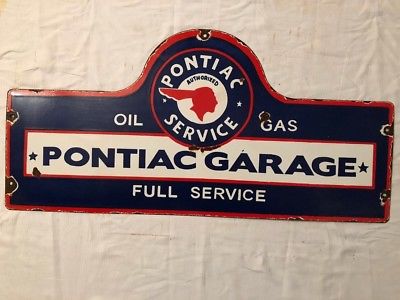 PONTIAC
AUTHORIZED
SERVICE
OIL GAS
★ PONTIAC GARAGE ★
FULL SERVICE